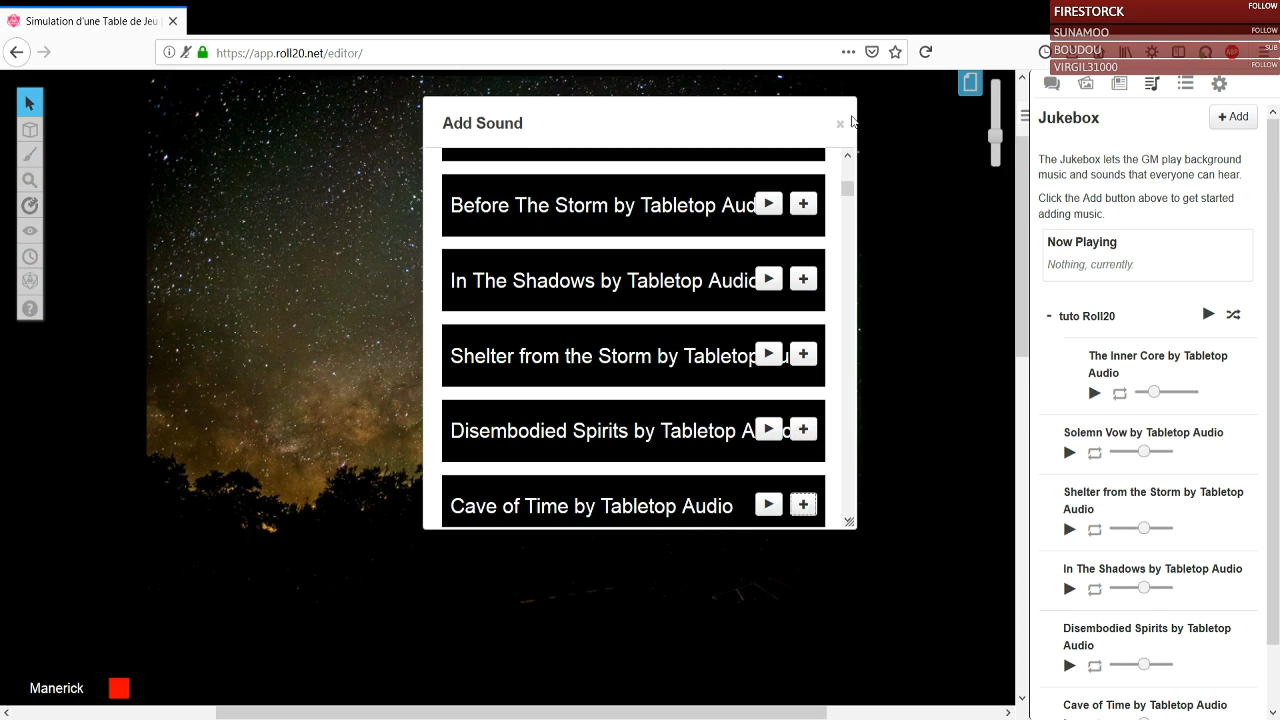 Simulation d'une Table de Jeu
https://app.roll20.net/editor/
FIRESTORCK FOLLOW
SUNAMOO FOLLOW
BOUDOU SUB
VIRGIL31000 FOLLOW
Add Sound
Before The Storm by Tabletop Aud
In The Shadows by Tabletop Audio
Shelter from the Storm by Tabletop
Disembodied Spirits by Tabletop A
Cave of Time by Tabletop Audio
Jukebox
+ Add
The Jukebox lets the GM play background
music and sounds that everyone can hear.
Click the Add button above to get started
adding music.
Now Playing
Nothing, currently.
- tuto Roll20
The Inner Core by Tabletop
Audio
Solemn Vow by Tabletop Audio
Shelter from the Storm by Tabletop
Audio
In The Shadows by Tabletop Audio
Disembodied Spirits by Tabletop
Audio
Cave of Time by Tabletop Audio
Manerick